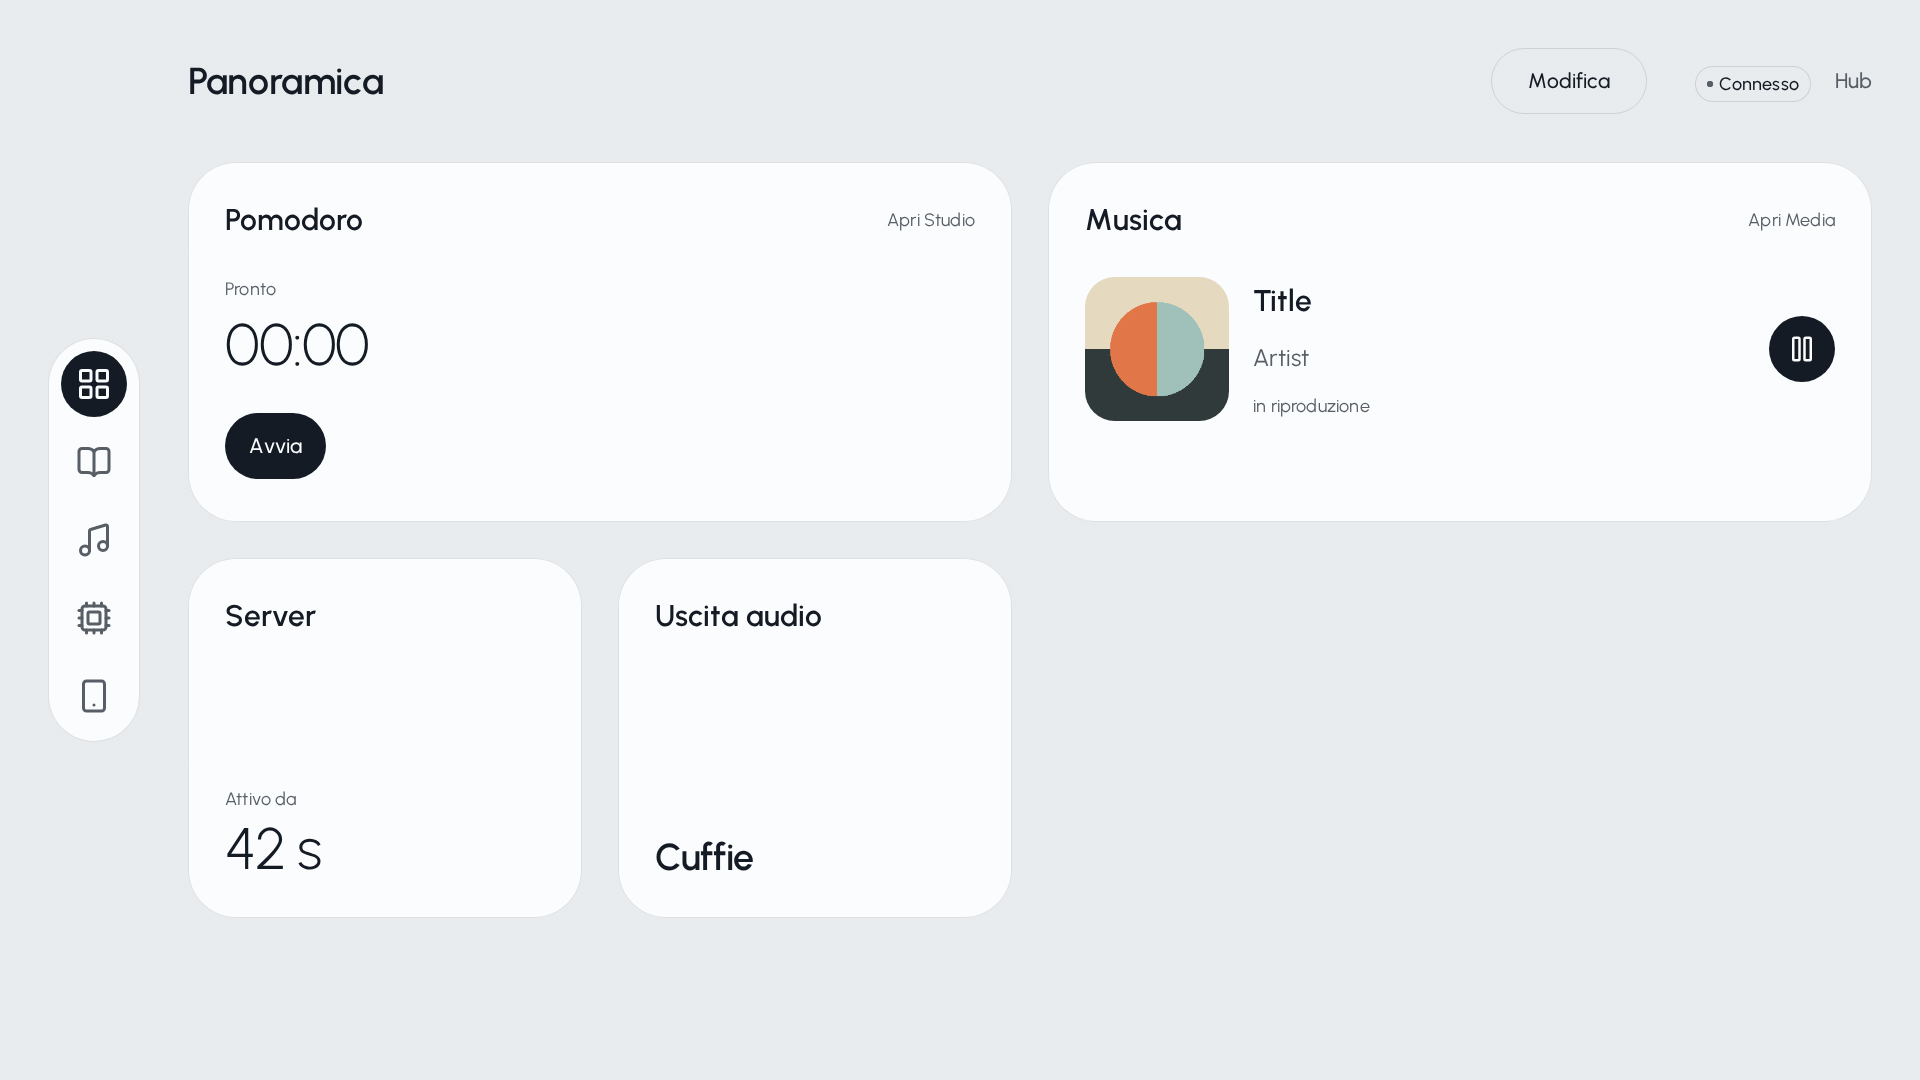 Panoramica
Modifica
Connesso
Hub
Pomodoro
Apri Studio
Pronto
00:00
Avvia
Musica
Apri Media
Title
Artist
in riproduzione
Server
Attivo da
42 s
Uscita audio
Cuffie